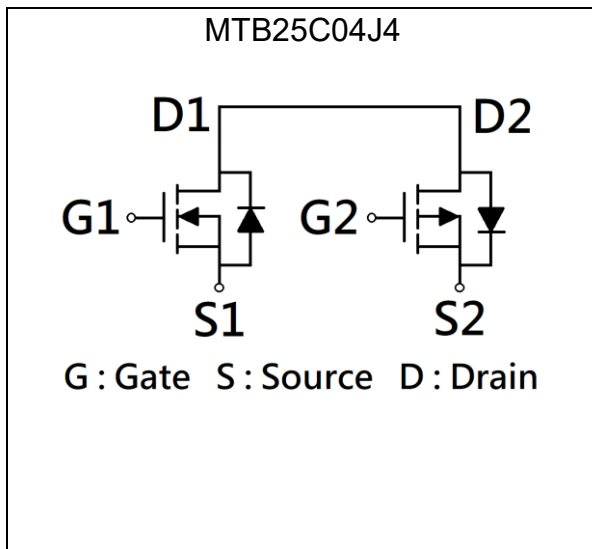 MTB25C04J4
D1 D2
G1 G2
S1 S2
G : Gate S : Source D : Drain